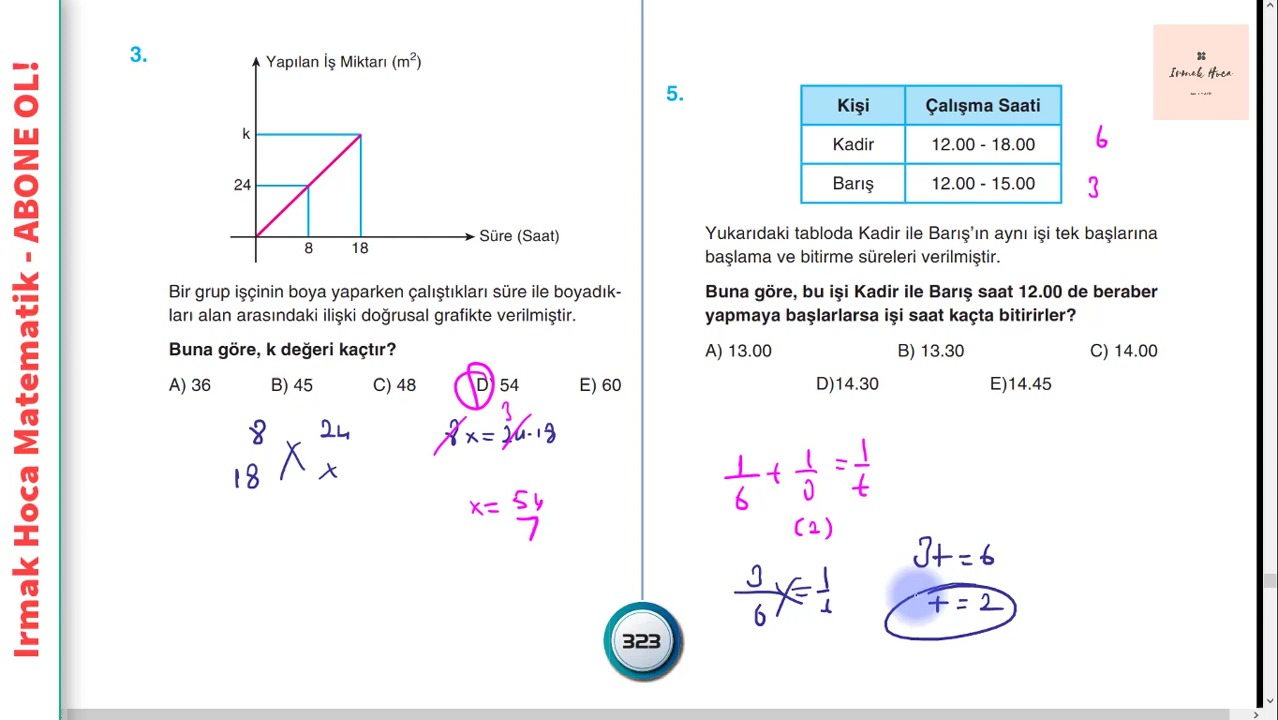 Irmak Hoca Matematik - ABONE OL!
3.
Yapılan İş Miktarı (m²)
k
24
8 18
Süre (Saat)
Bir grup işçinin boya yaparken çalıştıkları süre ile boyadık-
ları alan arasındaki ilişki doğrusal grafikte verilmiştir.
Buna göre, k değeri kaçtır?
A) 36 B) 45 C) 48 D) 54 E) 60
8 24
18 x
8x = 24.18
3
x = 54
323
Irmak Hoca
5.
Kişi Çalışma Saati
Kadir 12.00 - 18.00 6
Barış 12.00 - 15.00 3
Yukarıdaki tabloda Kadir ile Barış’ın aynı işi tek başlarına
başlama ve bitirme süreleri verilmiştir.
Buna göre, bu işi Kadir ile Barış saat 12.00 de beraber
yapmaya başlarlarsa işi saat kaçta bitirirler?
A) 13.00 B) 13.30 C) 14.00
D)14.30 E)14.45
1/6 + 1/3 = 1/t
(2)
3/6 = 1/t
3t = 6
t = 2